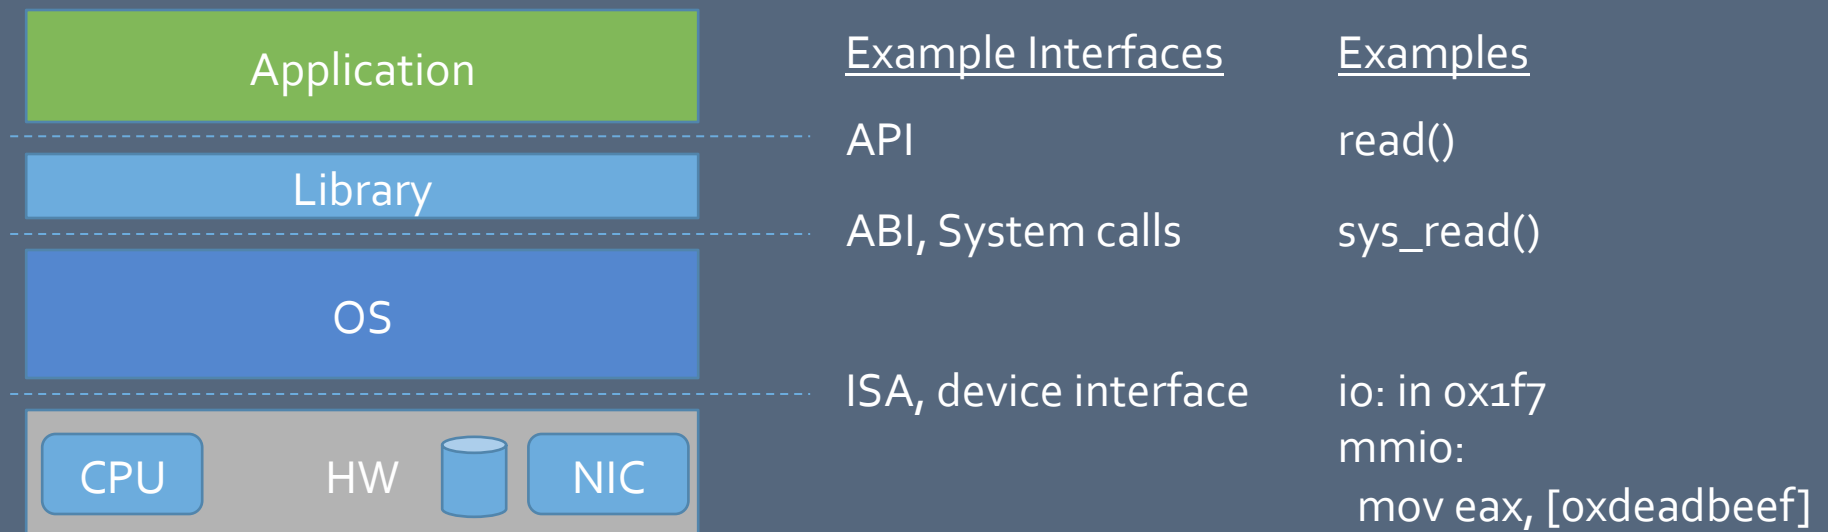 Application
Library
OS
CPU
HW
NIC
Example Interfaces
API
ABI, System calls
ISA, device interface
Examples
read()
sys_read()
io: in 0x1f7
mmio:
mov eax, [0xdeadbeef]